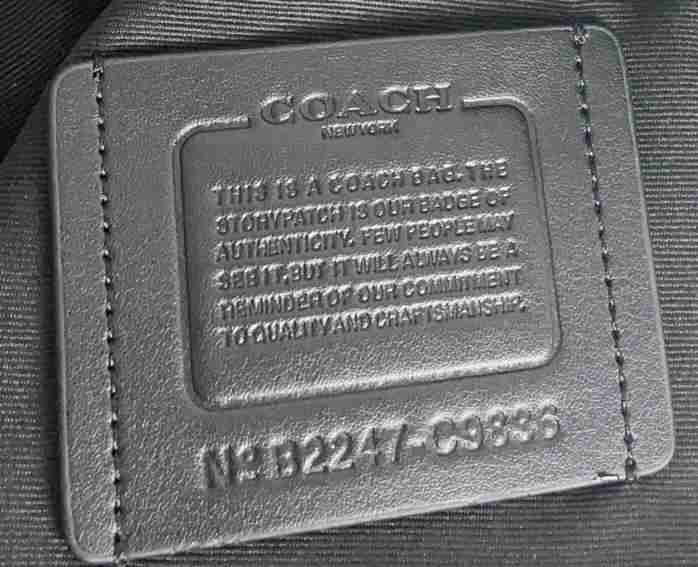 COACH
NEW YORK
THIS IS A COACH BAG. THE
STORYPATCH IS OUR BADGE OF
AUTHENTICITY. FEW PEOPLE MAY
SEE IT, BUT IT WILL ALWAYS BE A
REMINDER OF OUR COMMITMENT
TO QUALITY AND CRAFTSMANSHIP.
Nº B2247-C9836